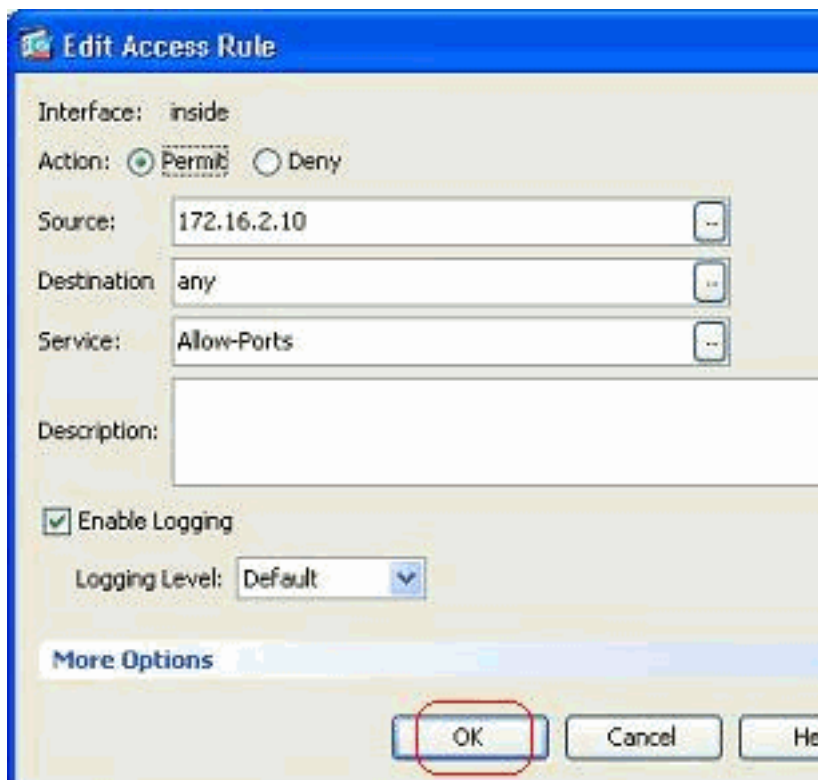 Edit Access Rule
Interface: inside
Action: Permit Deny
Source: 172.16.2.10 ...
Destination any ...
Service: Allow-Ports ...
Description:
Enable Logging
Logging Level: Default
More Options
OK Cancel He